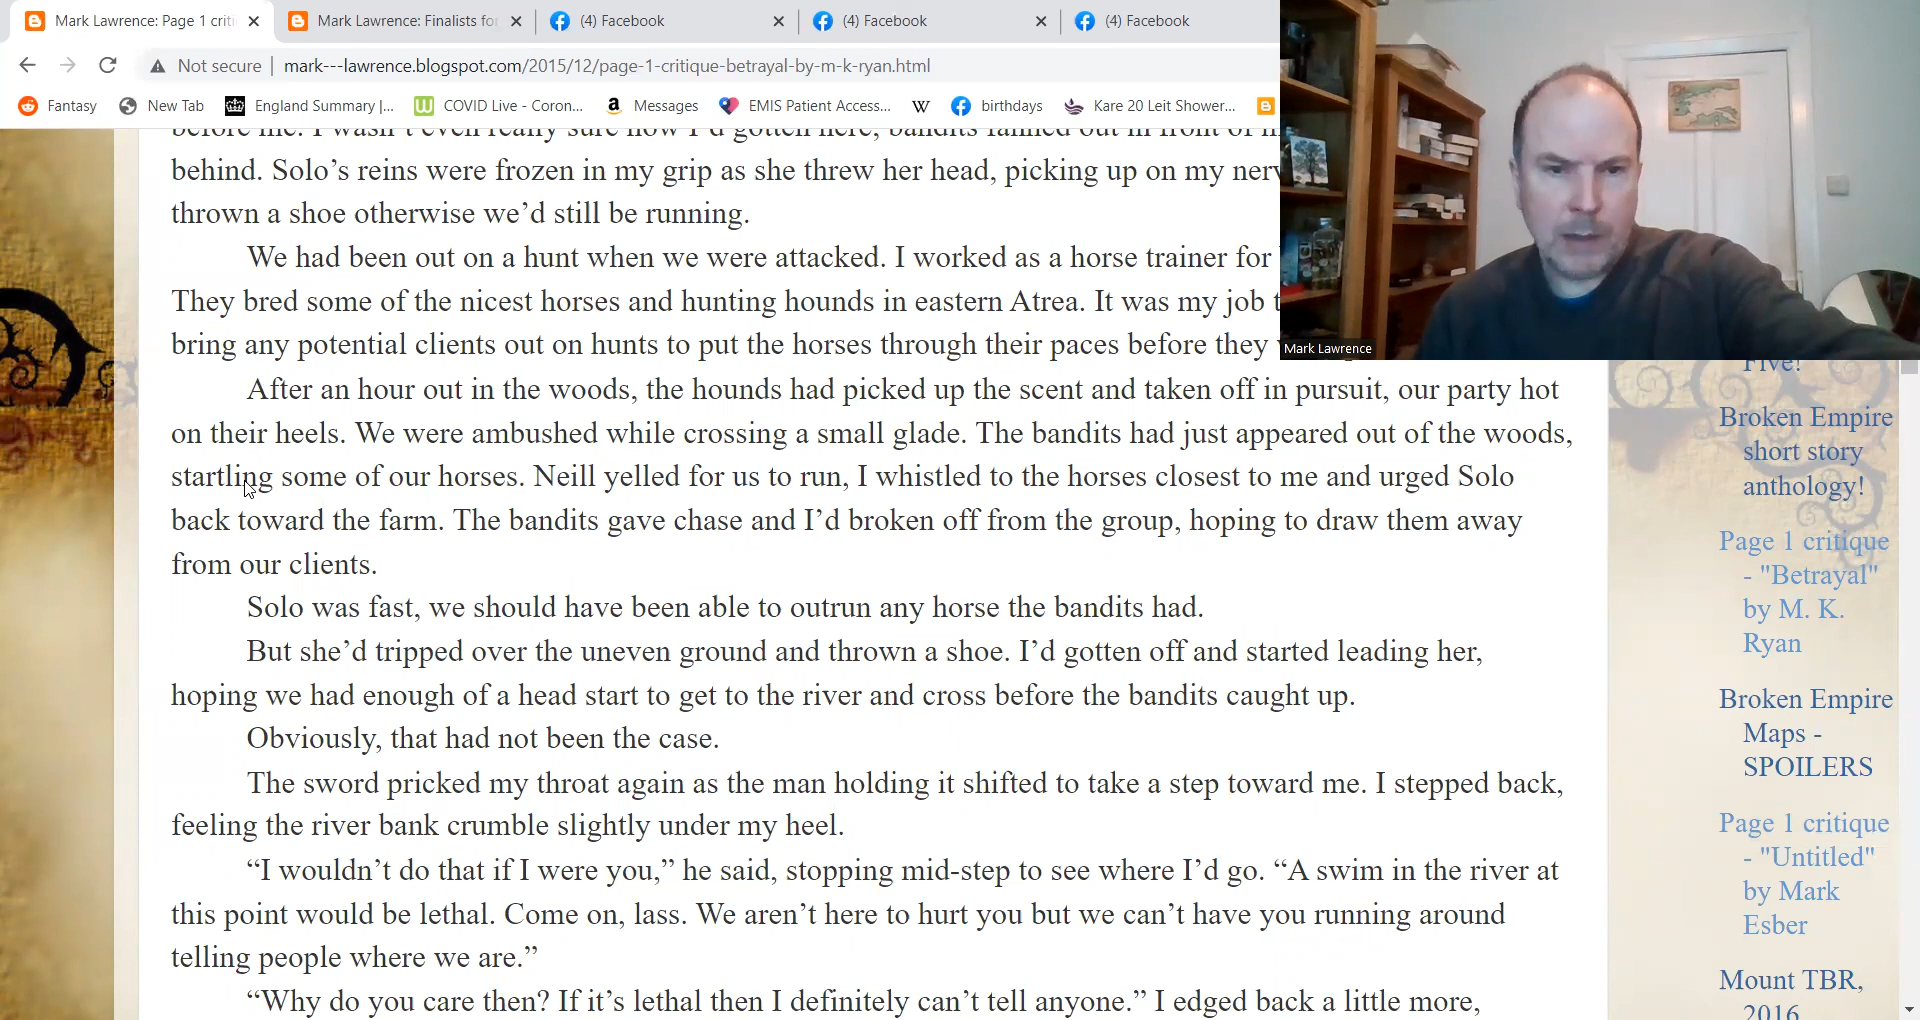 Mark Lawrence: Page 1 criti
Mark Lawrence: Finalists fo
(4) Facebook
(4) Facebook
(4) Facebook
Not secure
mark---lawrence.blogspot.com/2015/12/page-1-critique-betrayal-by-m-k-ryan.html
Fantasy
New Tab
England Summary |...
COVID Live - Coron...
Messages
EMIS Patient Access...
W
birthdays
Kare 20 Leit Shower...
before me. I wasn't even really sure how I'd gotten here, bandits fanned out in front of
behind. Solo's reins were frozen in my grip as she threw her head, picking up on my
thrown a shoe otherwise we'd still be running.
We had been out on a hunt when we were attacked. I worked as a horse trainer for
They bred some of the nicest horses and hunting hounds in eastern Atrea. It was my job
bring any potential clients out on hunts to put the horses through their paces before they
After an hour out in the woods, the hounds had picked up the scent and taken off in pursuit, our party hot
on their heels. We were ambushed while crossing a small glade. The bandits had just appeared out of the woods,
startling some of our horses. Neill yelled for us to run, I whistled to the horses closest to me and urged Solo
back toward the farm. The bandits gave chase and I'd broken off from the group, hoping to draw them away
from our clients.
Solo was fast, we should have been able to outrun any horse the bandits had.
But she'd tripped over the uneven ground and thrown a shoe. I'd gotten off and started leading her,
hoping we had enough of a head start to get to the river and cross before the bandits caught up.
Obviously, that had not been the case.
The sword pricked my throat again as the man holding it shifted to take a step toward me. I stepped back,
feeling the river bank crumble slightly under my heel.
“I wouldn't do that if I were you,” he said, stopping mid-step to see where I'd go. “A swim in the river at
this point would be lethal. Come on, lass. We aren't here to hurt you but we can't have you running around
telling people where we are.”
“Why do you care then? If it's lethal then I definitely can't tell anyone.” I edged back a little more,
Mark Lawrence
Five!
Broken Empire
short story
anthology!
Page 1 critique
- "Betrayal"
by M. K.
Ryan
Broken Empire
Maps -
SPOILERS
Page 1 critique
- "Untitled"
by Mark
Esber
Mount TBR,
2016